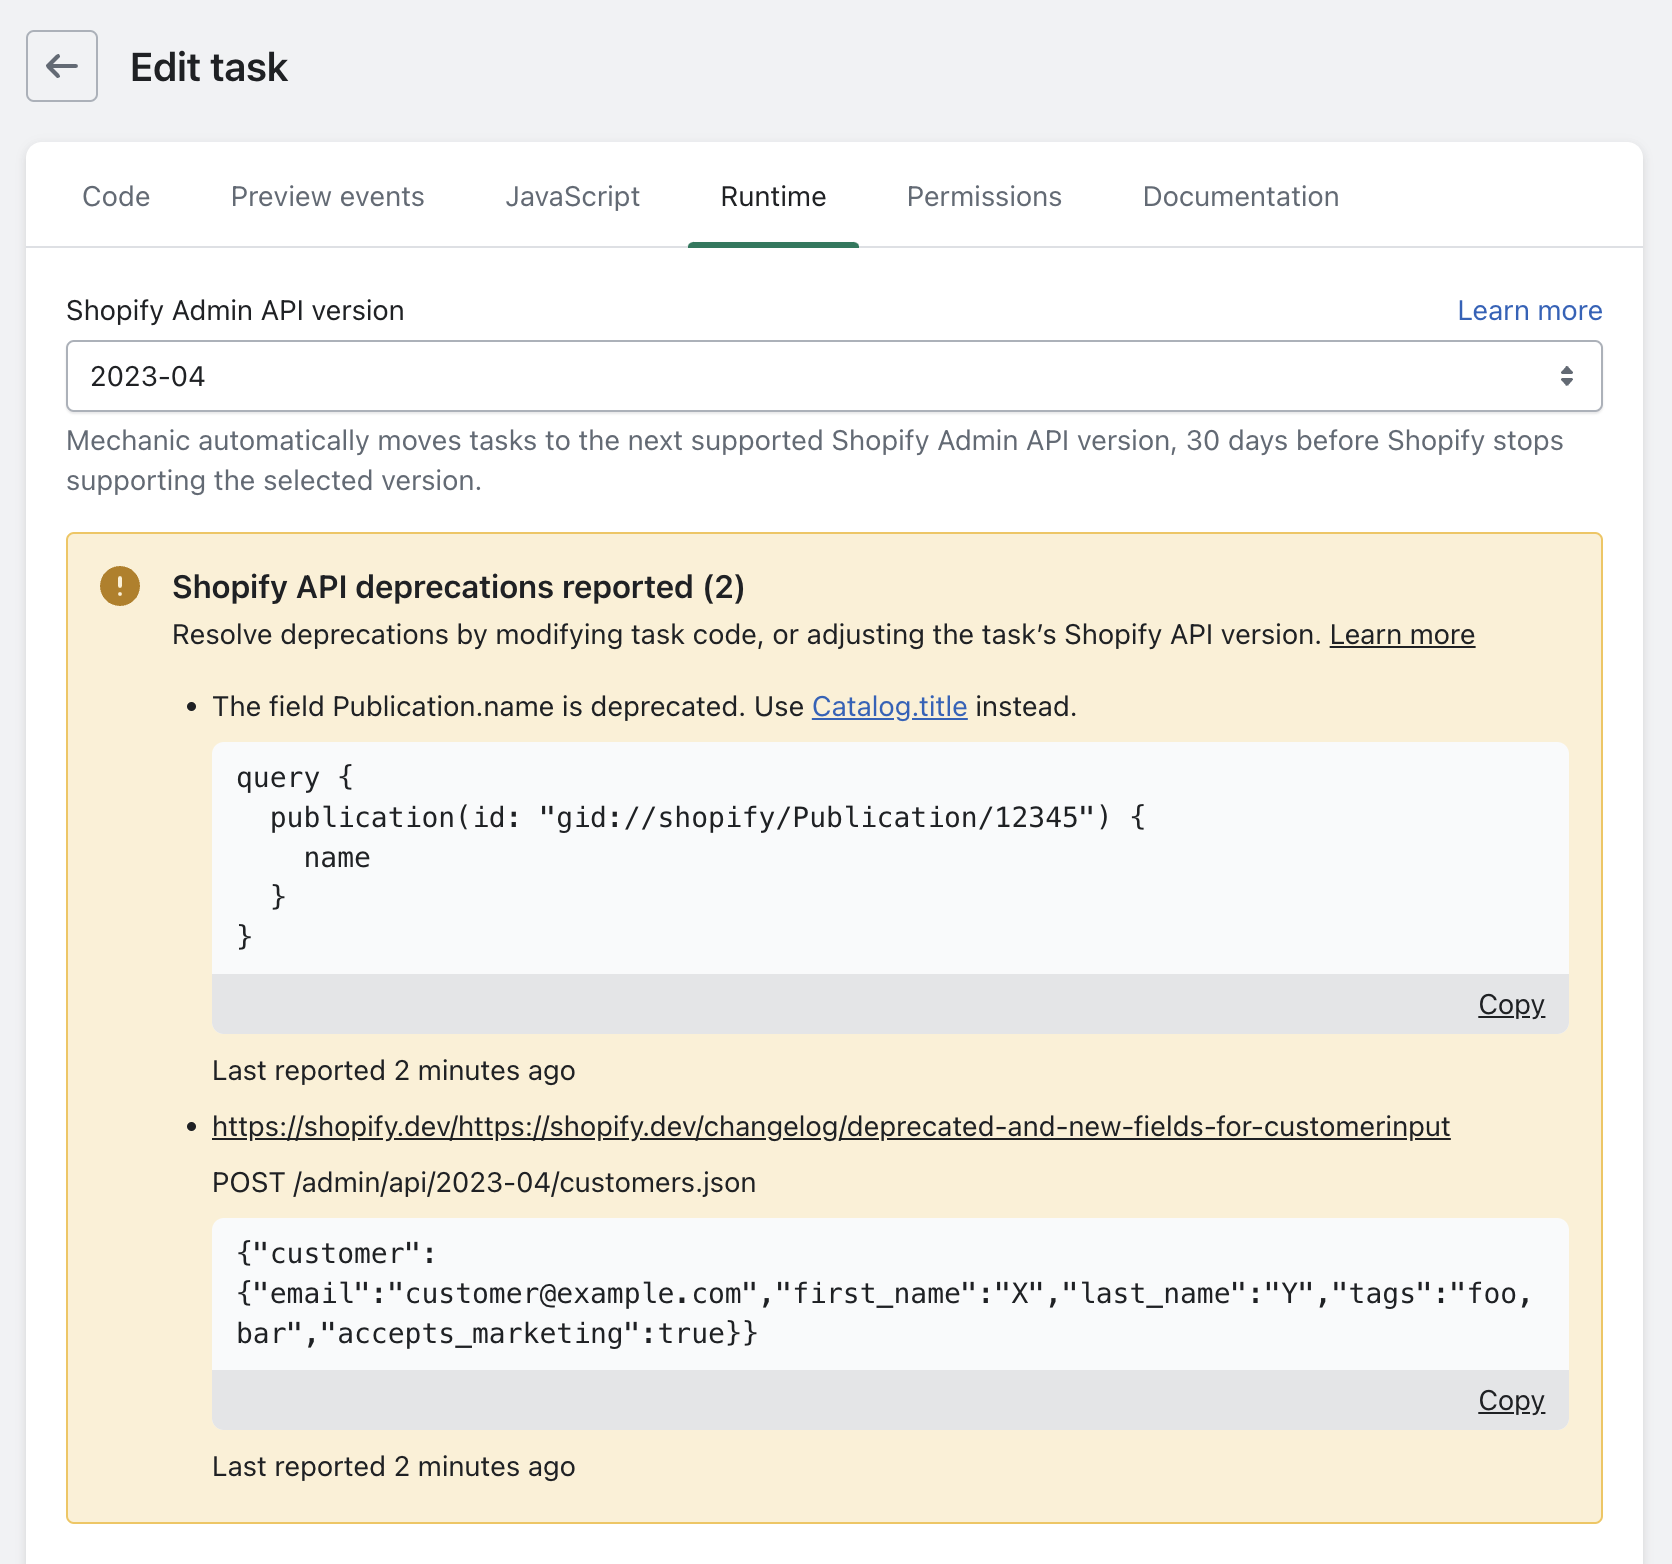 Edit task
Code Preview events JavaScript Runtime Permissions Documentation
Shopify Admin API version Learn more
2023-04
Mechanic automatically moves tasks to the next supported Shopify Admin API version, 30 days before Shopify stops
supporting the selected version.
Shopify API deprecations reported (2)
Resolve deprecations by modifying task code, or adjusting the task’s Shopify API version. Learn more
• The field Publication.name is deprecated. Use Catalog.title instead.
query {
  publication(id: "gid://shopify/Publication/12345") {
    name
  }
}
Copy
Last reported 2 minutes ago
• https://shopify.dev/https://shopify.dev/changelog/deprecated-and-new-fields-for-customerinput
POST /admin/api/2023-04/customers.json
{"customer":
{"email":"customer@example.com","first_name":"X","last_name":"Y","tags":"foo,
bar","accepts_marketing":true}}
Copy
Last reported 2 minutes ago